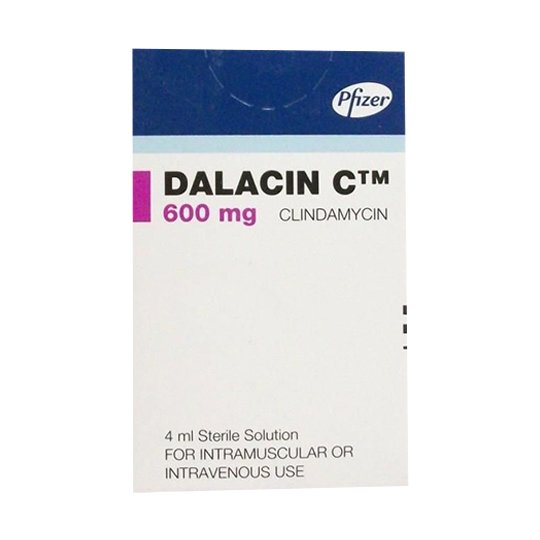 Pfizer
DALACIN C™
600 mg CLINDAMYCIN
4 ml Sterile Solution
FOR INTRAMUSCULAR OR
INTRAVENOUS USE